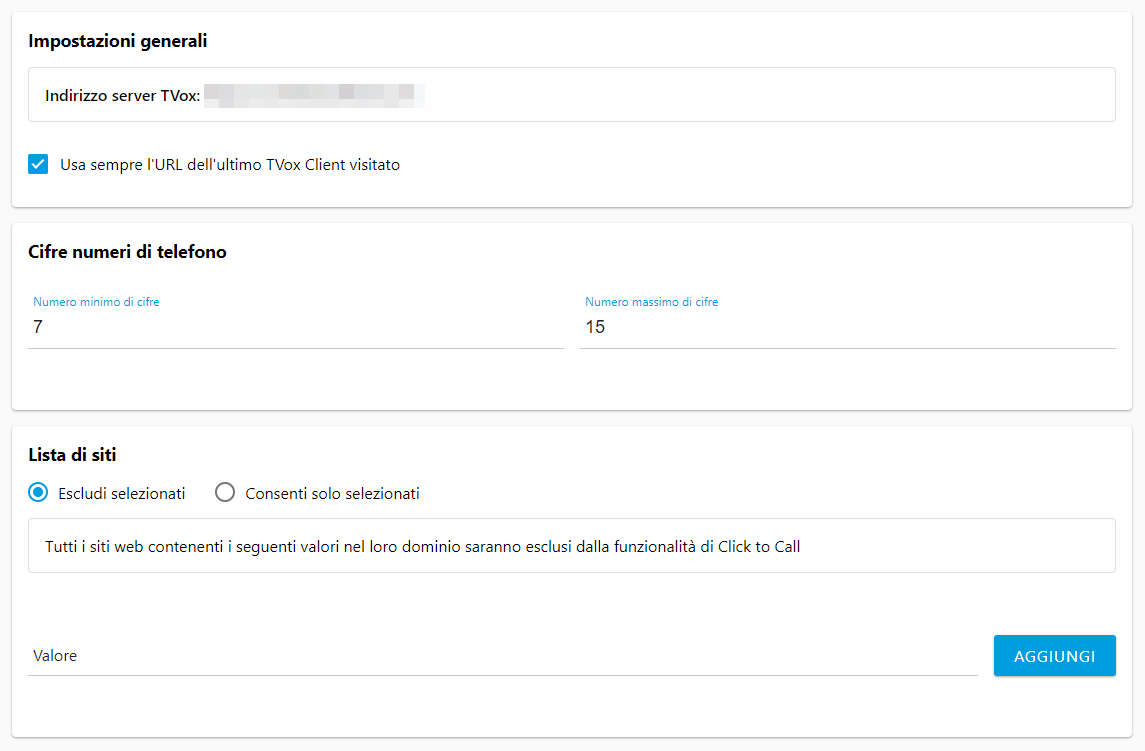 Impostazioni generali
Indirizzo server TVox:
Usa sempre l'URL dell'ultimo TVox Client visitato
Cifre numeri di telefono
Numero minimo di cifre
7
Numero massimo di cifre
15
Lista di siti
Escludi selezionati
Consenti solo selezionati
Tutti i siti web contenenti i seguenti valori nel loro dominio saranno esclusi dalla funzionalità di Click to Call
Valore
AGGIUNGI